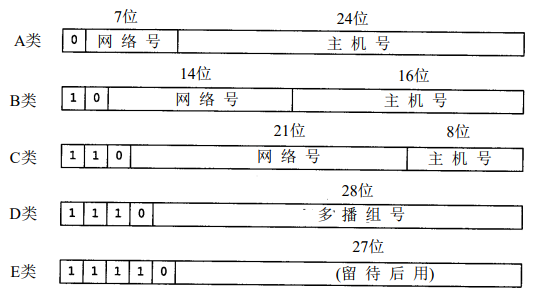 7位 24位
A类 0 网络号 主机号
14位 16位
B类 1 0 网络号 主机号
21位 8位
C类 1 1 0 网络号 主机号
28位
D类 1 1 1 0 多播组号
27位
E类 1 1 1 1 0 (留待后用)